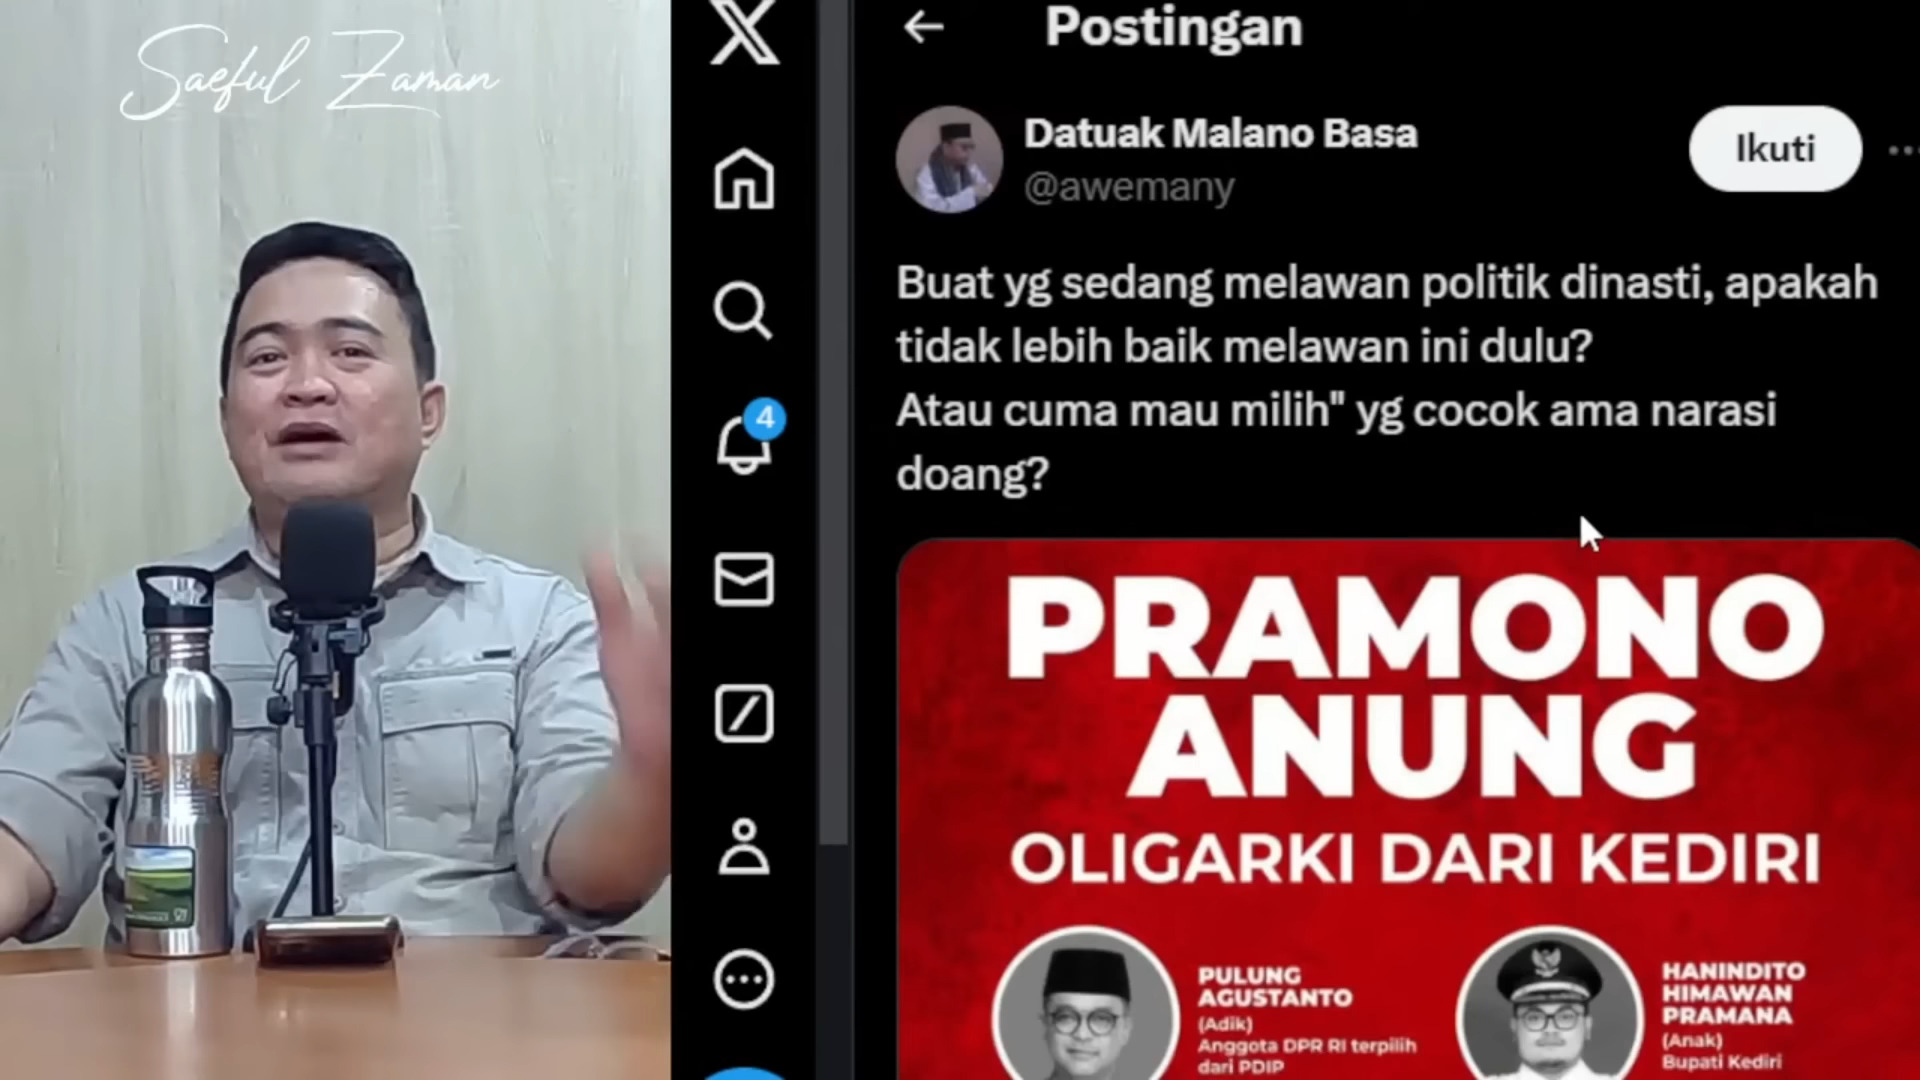 Saeful Zaman
X
4
Postingan
Datuak Malano Basa
@awemany
Ikuti
Buat yg sedang melawan politik dinasti, apakah
tidak lebih baik melawan ini dulu?
Atau cuma mau milih" yg cocok ama narasi
doang?
PRAMONO
ANUNG
OLIGARKI DARI KEDIRI
PULUNG
AGUSTANTO
(Adik)
Anggota DPR RI terpilih
dari PDIP
HANINDITO
HIMAWAN
PRAMANA
(Anak)
Bupati Kediri